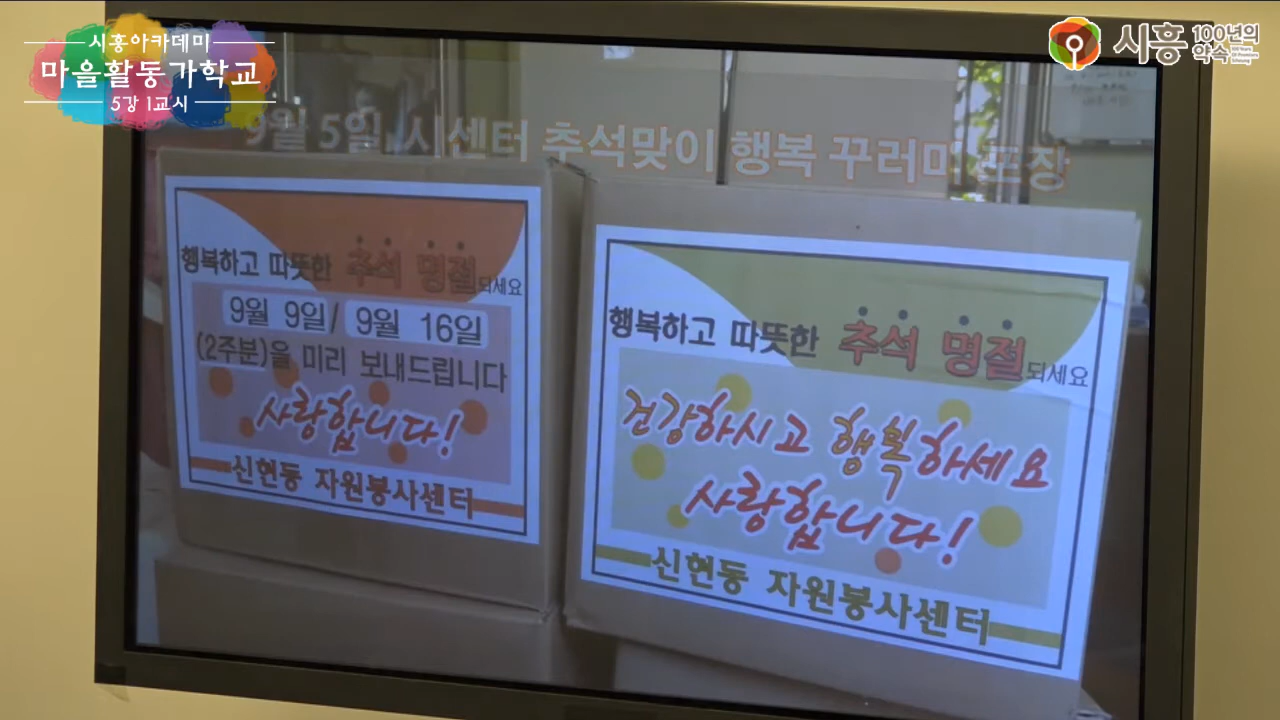 시흥아카데미
마을활동가학교
5강 1교시
시흥 100년의 약속
9월 5일, 시센터 추석맞이 행복 꾸러미 포장
행복하고 따뜻한 추석 명절되세요
9월 9일/ 9월 16일
(2주분)을 미리 보내드립니다
사랑합니다!
신현동 자원봉사센터
행복하고 따뜻한 추석 명절되세요
건강하시고 행복하세요
사랑합니다!
신현동 자원봉사센터